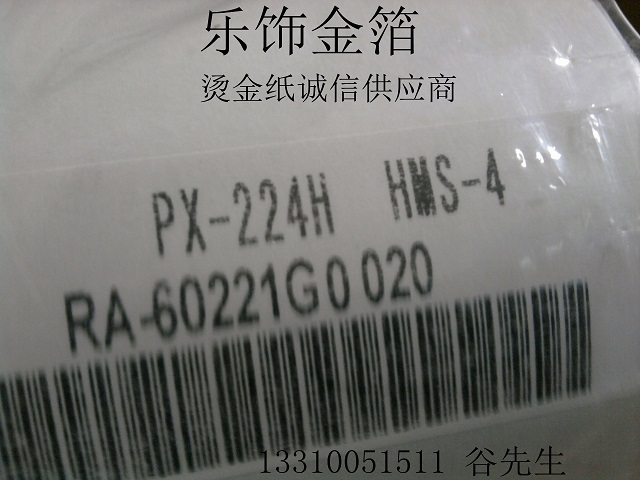 乐饰金箔
烫金纸诚信供应商
PX-224H HMS-4
RA-60221G0 020
13310051511 谷先生